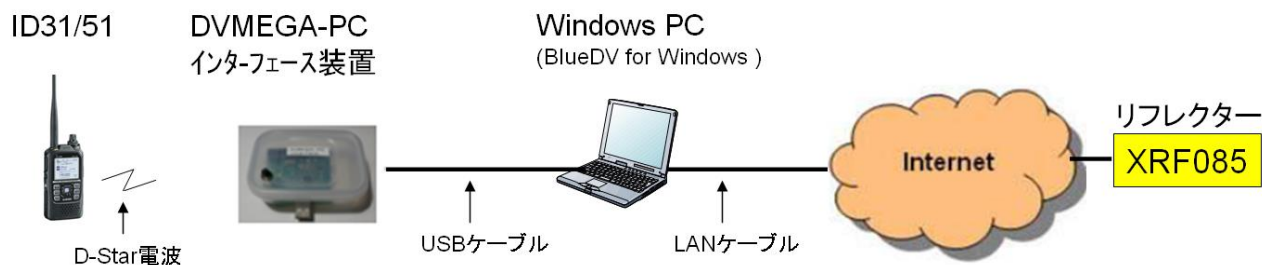 ID31/51
DVMEGA-PC
インターフェース装置
Windows PC
(BlueDV for Windows )
Internet
リフレクター
XRF085
D-Star電波
USBケーブル
LANケーブル